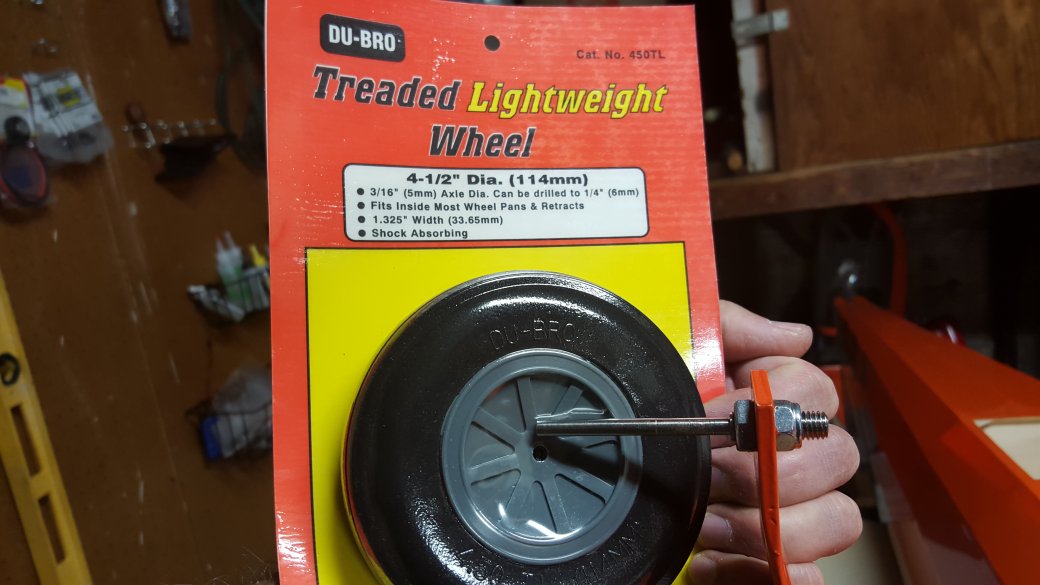 DU-BRO
Cat. No. 450TL
Treaded Lightweight
Wheel
4-1/2" Dia. (114mm)
● 3/16" (5mm) Axle Dia. Can be drilled to 1/4" (6mm)
● Fits Inside Most Wheel Pans & Retracts
● 1.325" Width (33.65mm)
● Shock Absorbing
DU-BRO